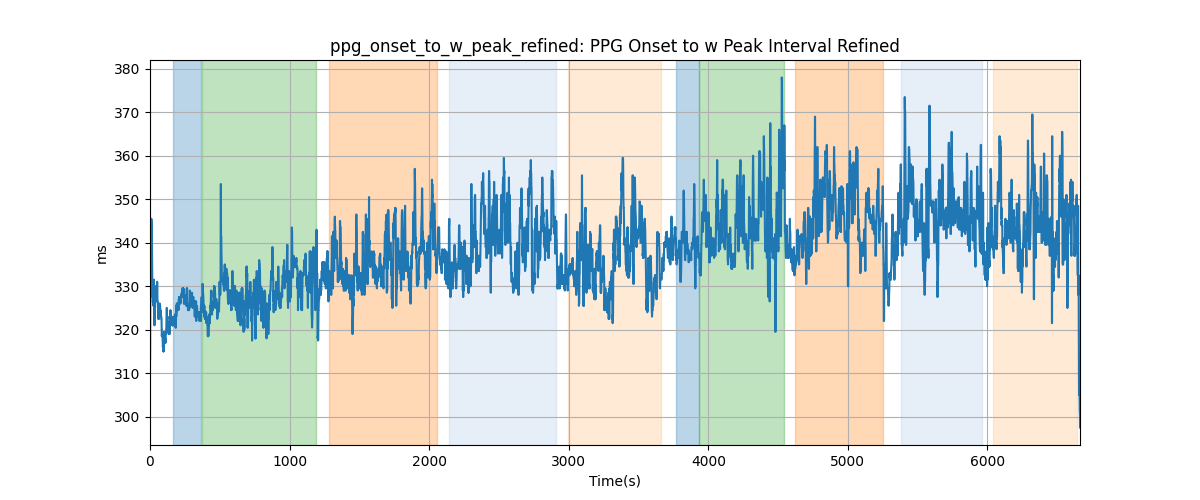 ppg_onset_to_w_peak_refined: PPG Onset to w Peak Interval Refined
380
370
360
350
340
330
320
310
300
ms
0 1000 2000 3000 4000 5000 6000
Time(s)